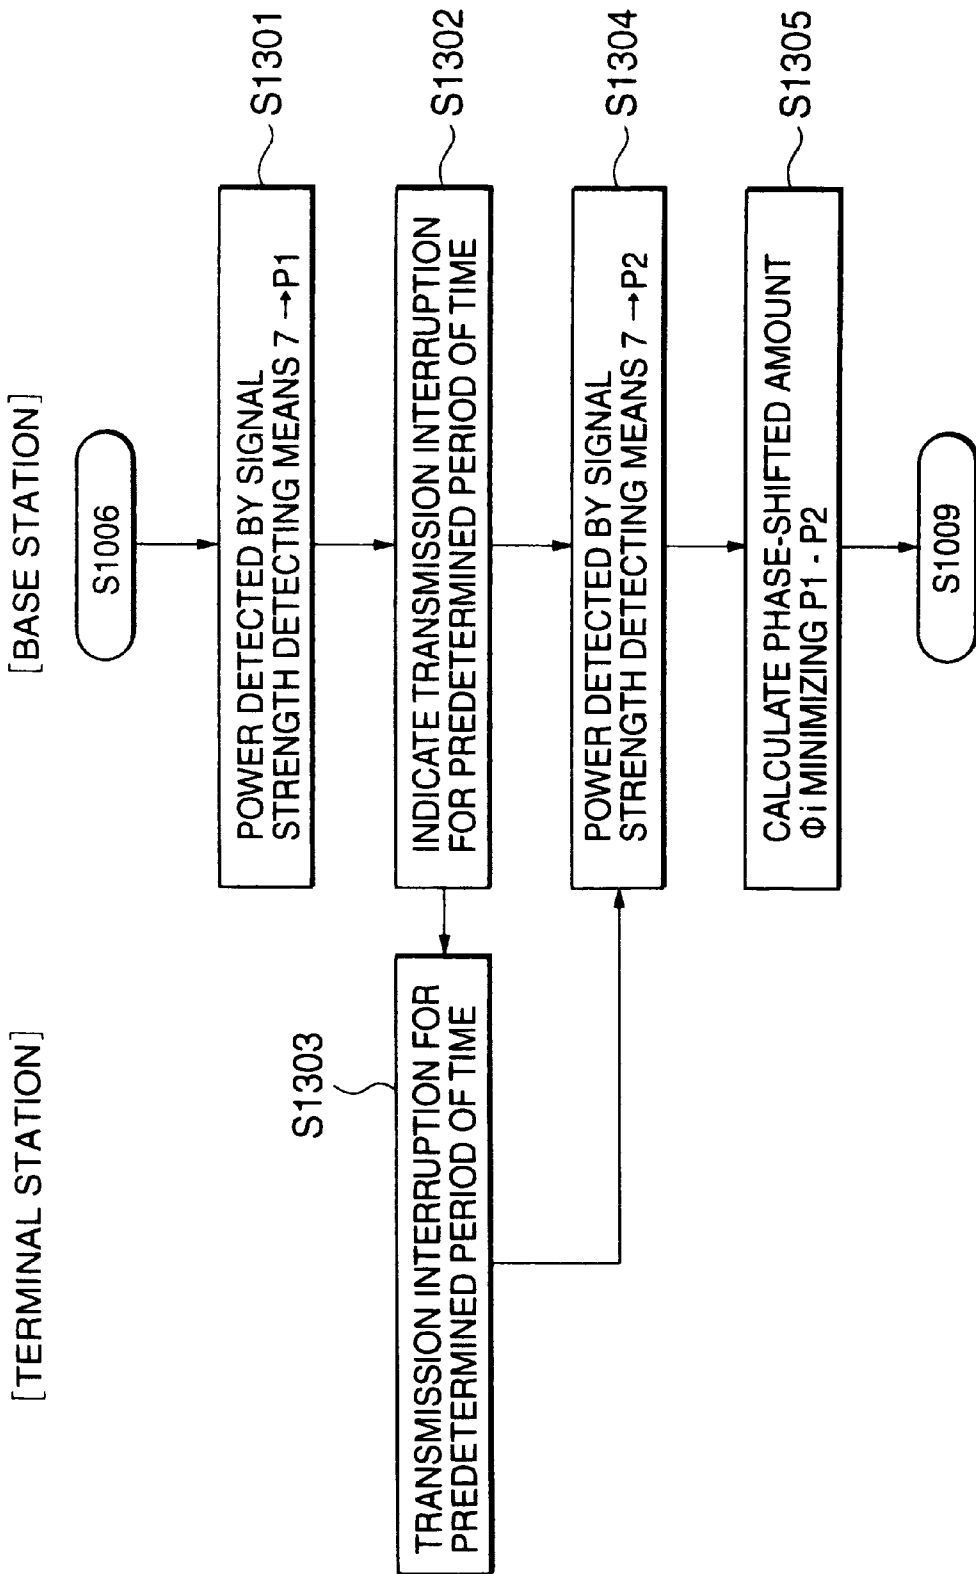 [TERMINAL STATION]
[BASE STATION]
S1006
POWER DETECTED BY SIGNAL
STRENGTH DETECTING MEANS 7 →P1
S1301
INDICATE TRANSMISSION INTERRUPTION
FOR PREDETERMINED PERIOD OF TIME
S1302
S1303
TRANSMISSION INTERRUPTION FOR
PREDETERMINED PERIOD OF TIME
POWER DETECTED BY SIGNAL
STRENGTH DETECTING MEANS 7 →P2
S1304
CALCULATE PHASE-SHIFTED AMOUNT
Φi MINIMIZING P1 - P2
S1305
S1009